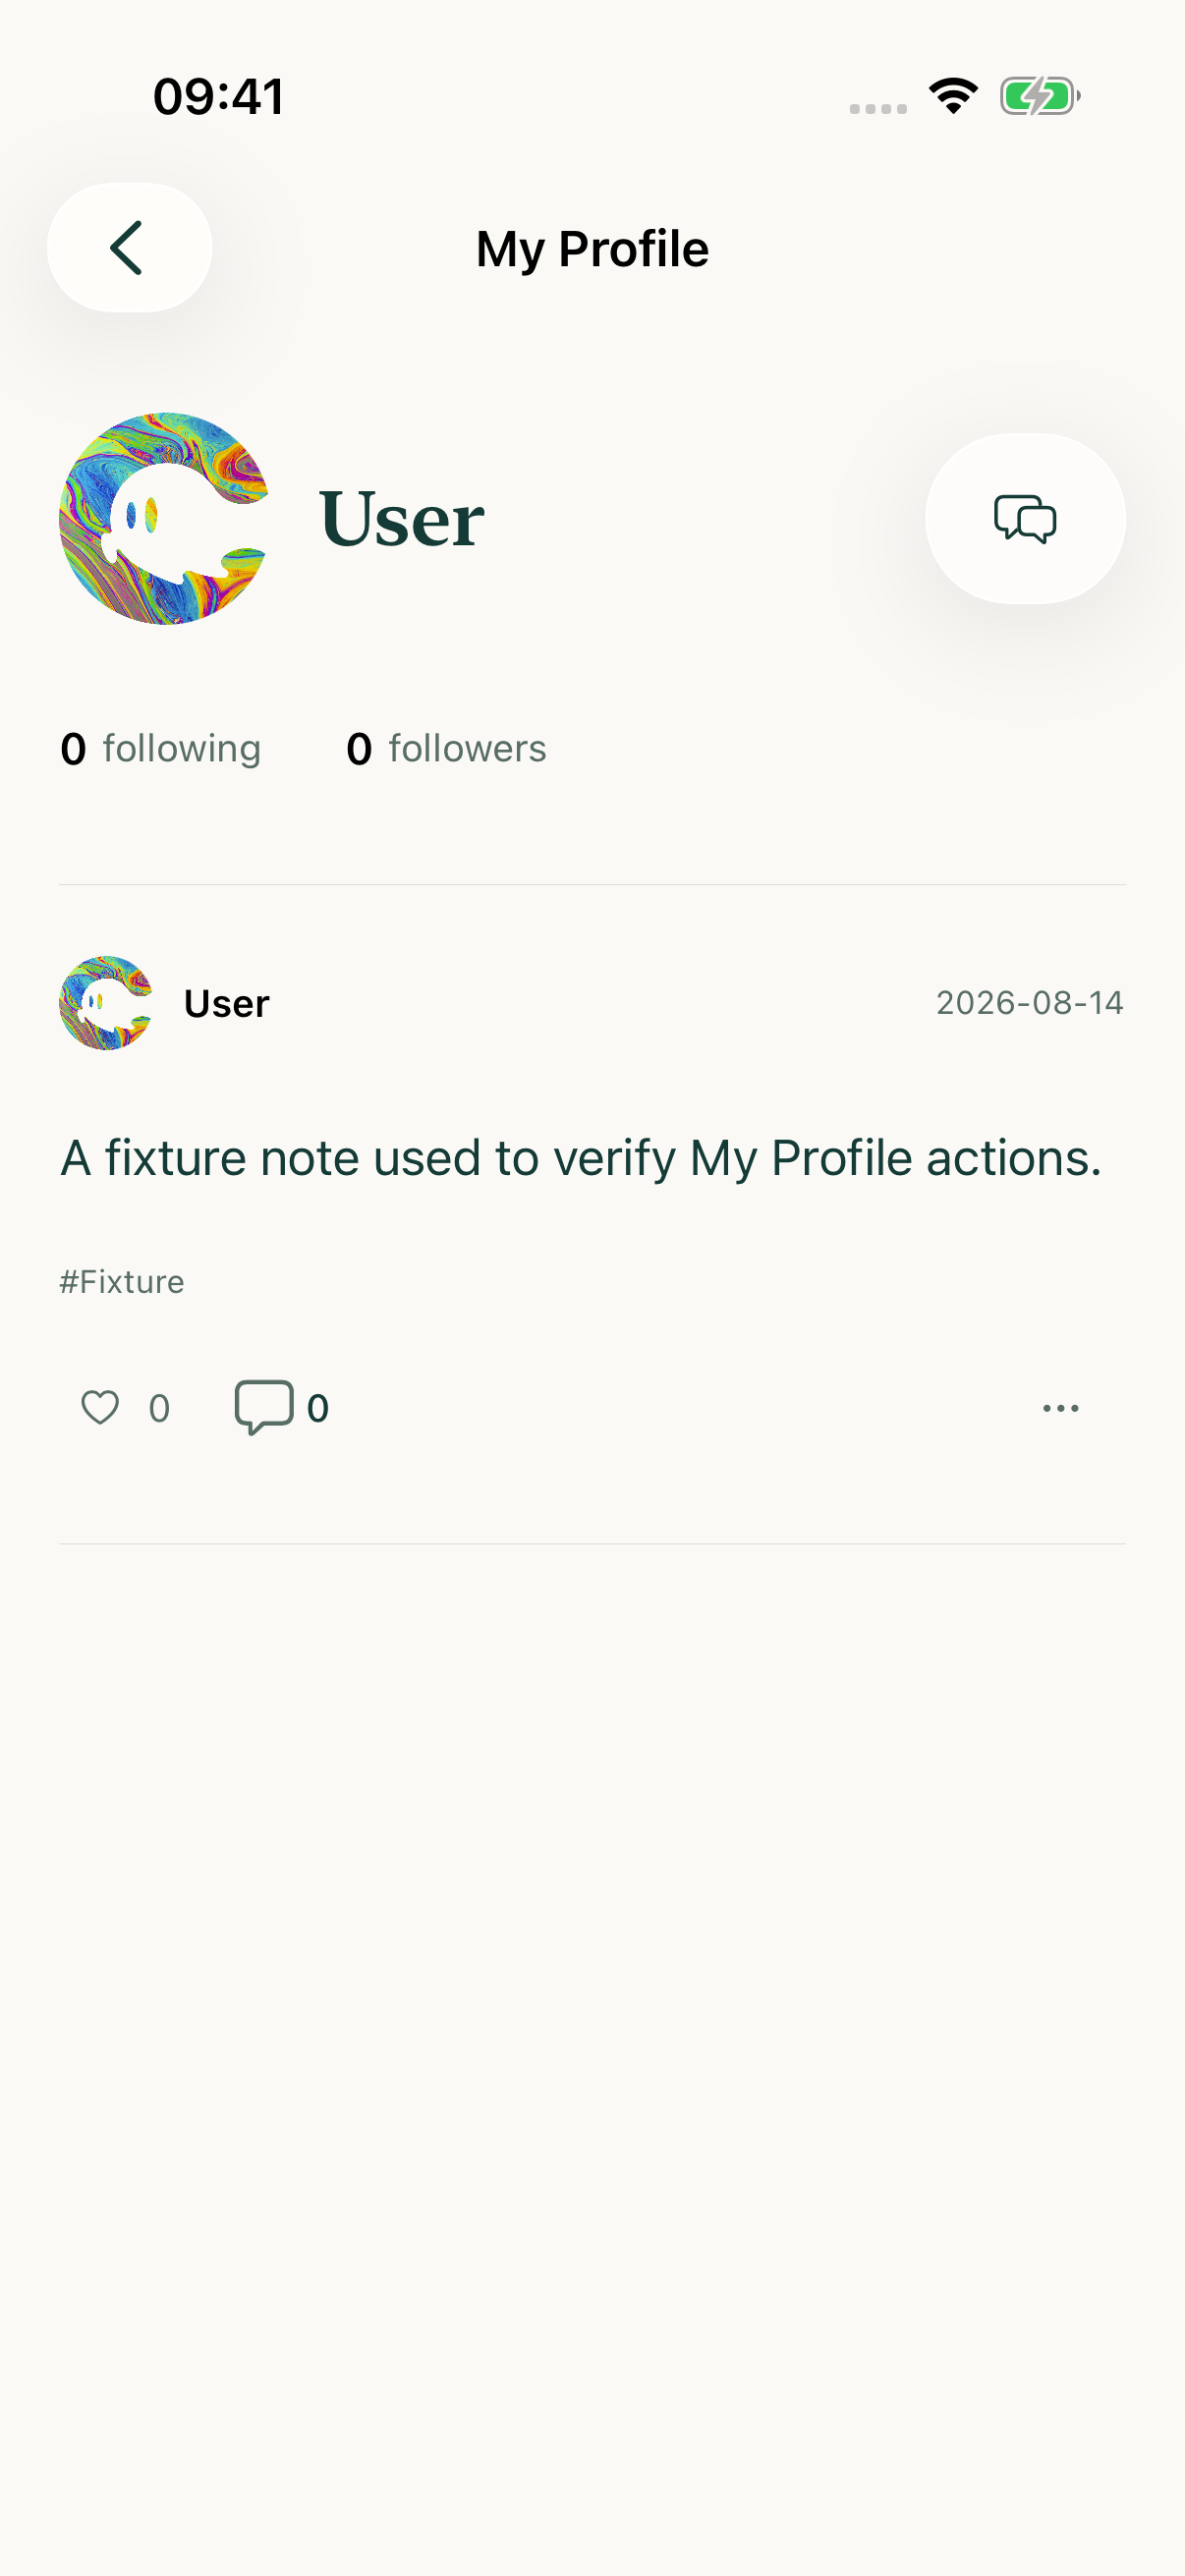 09:41
My Profile
User
0 following 0 followers
User 2026-08-14
A fixture note used to verify My Profile actions.
#Fixture
0 0